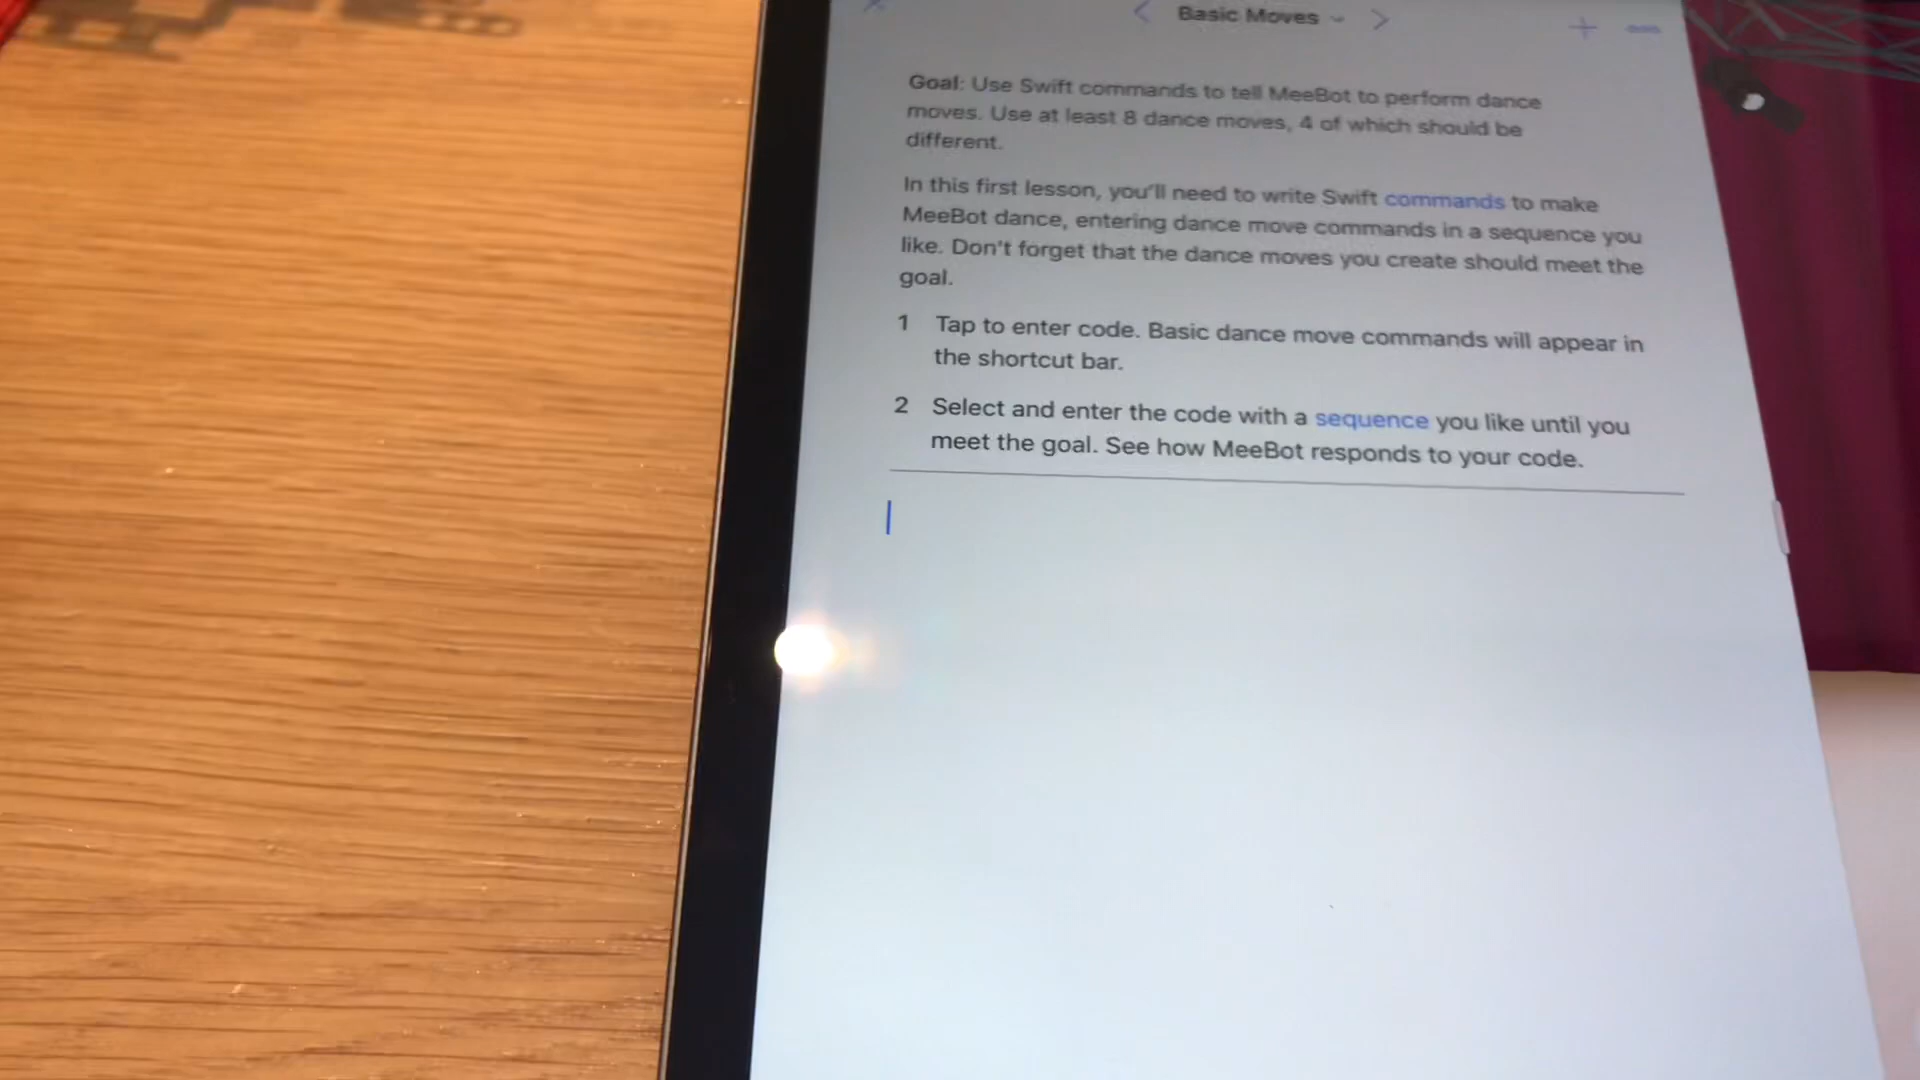 Basic Moves
Goal: Use Swift commands to tell MeeBot to perform dance
moves. Use at least 8 dance moves, 4 of which should be
different.
In this first lesson, you'll need to write Swift commands to make
MeeBot dance, entering dance move commands in a sequence you
like. Don't forget that the dance moves you create should meet the
goal.
1 Tap to enter code. Basic dance move commands will appear in
the shortcut bar.
2 Select and enter the code with a sequence you like until you
meet the goal. See how MeeBot responds to your code.